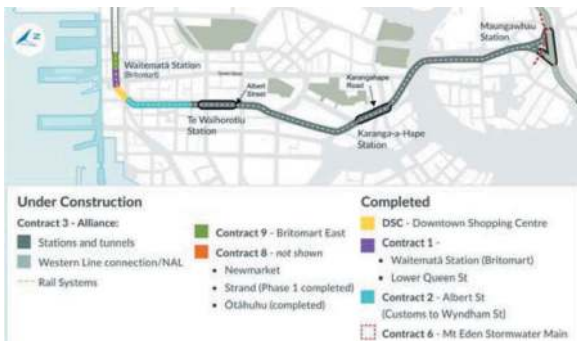 Maungawhau
Station
Waitematā Station
(Britomart)
Albert
Street
Karangahape
Road
Te Waihorotiu
Station
Karanga-a-Hape
Station
Under Construction
Contract 3 - Alliance:
Stations and tunnels
Western Line connection/NAL
Rail Systems
Contract 9 - Britomart East
Contract 8 - not shown
• Newmarket
• Strand (Phase 1 completed)
• Ōtāhuhu (completed)
Completed
DSC - Downtown Shopping Centre
Contract 1 -
• Waitematā Station (Britomart)
• Lower Queen St
Contract 2 - Albert St
(Customs to Wyndham St)
Contract 6 - Mt Eden Stormwater Main